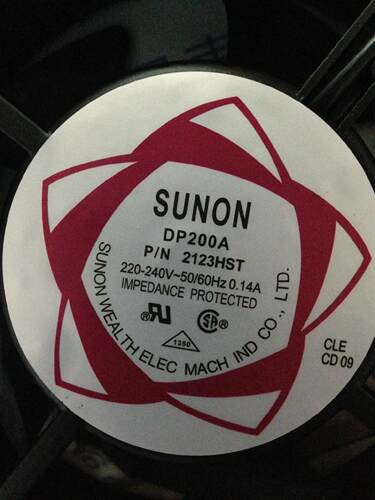 SUNON
DP200A
P/N 2123HST
220-240V~50/60Hz 0.14A
IMPEDANCE PROTECTED
1250
SUNON WEALTH ELEC MACH IND CO., LTD.
CLE
CD 09